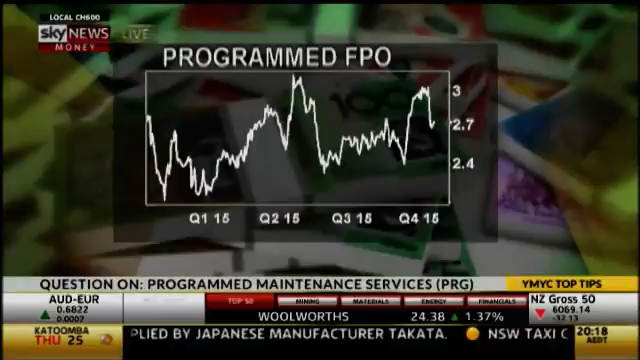 LOCAL CH600
sky NEWS LIVE
MONEY
PROGRAMMED FPO
3
2.7
2.4
Q1 15 Q2 15 Q3 15 Q4 15
QUESTION ON: PROGRAMMED MAINTENANCE SERVICES (PRG) YMYC TOP TIPS
AUD-EUR
0.6822
0.0007
TOP 50 MINING MATERIALS ENERGY FINANCIALS
WOOLWORTHS 24.38 1.37%
NZ Gross 50
6069.14
-32.13
KATOOMBA
THU 25
PLIED BY JAPANESE MANUFACTURER TAKATA. NSW TAXI C
20:18
AEDT